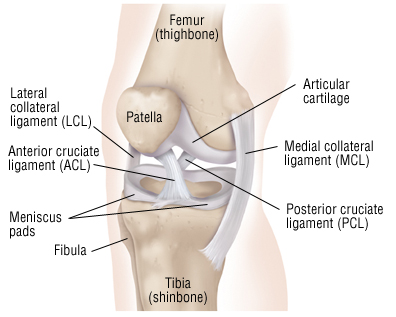 Femur
(thighbone)
Lateral
collateral
ligament (LCL)
Articular
cartilage
Patella
Anterior cruciate
ligament (ACL)
Medial collateral
ligament (MCL)
Meniscus
pads
Posterior cruciate
ligament (PCL)
Fibula
Tibia
(shinbone)